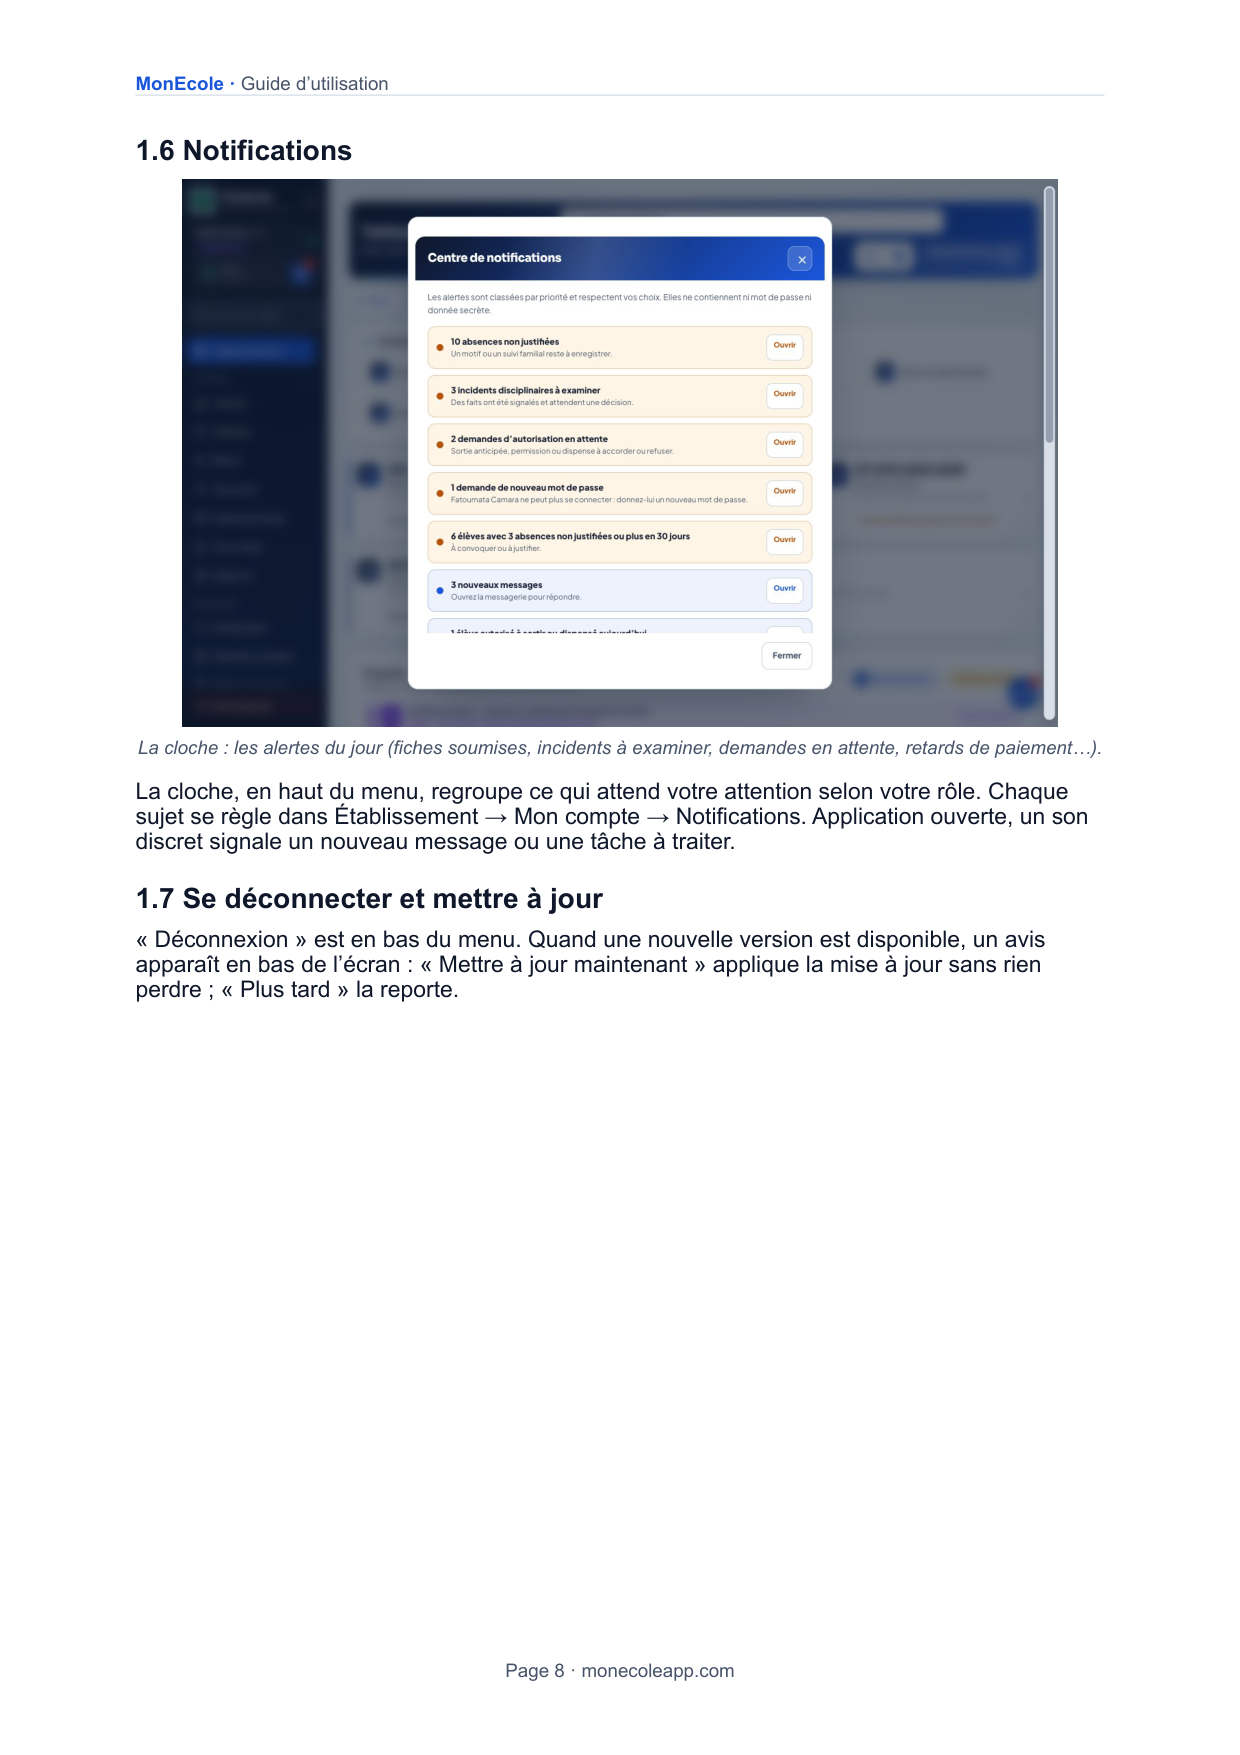 MonEcole · Guide d’utilisation
1.6 Notifications
Centre de notifications
×
Les alertes sont classées par priorité et respectent vos choix. Elles ne contiennent ni mot de passe ni
donnée secrète.
10 absences non justifiées
Un motif ou un suivi familial reste à enregistrer.
Ouvrir
3 incidents disciplinaires à examiner
Des faits ont été signalés et attendent une décision.
Ouvrir
2 demandes d’autorisation en attente
Sortie anticipée, permission ou dispense à accorder ou refuser.
Ouvrir
1 demande de nouveau mot de passe
Fatoumata Camara ne peut plus se connecter : donnez-lui un nouveau mot de passe.
Ouvrir
6 élèves avec 3 absences non justifiées ou plus en 30 jours
À convoquer ou à justifier.
Ouvrir
3 nouveaux messages
Ouvrez la messagerie pour répondre.
Ouvrir
1 élève autorisé à sortir ou dispensé aujourd’hui
Fermer
La cloche : les alertes du jour (fiches soumises, incidents à examiner, demandes en attente, retards de paiement…).
La cloche, en haut du menu, regroupe ce qui attend votre attention selon votre rôle. Chaque
sujet se règle dans Établissement → Mon compte → Notifications. Application ouverte, un son
discret signale un nouveau message ou une tâche à traiter.
1.7 Se déconnecter et mettre à jour
« Déconnexion » est en bas du menu. Quand une nouvelle version est disponible, un avis
apparaît en bas de l’écran : « Mettre à jour maintenant » applique la mise à jour sans rien
perdre ; « Plus tard » la reporte.
Page 8 · monecoleapp.com